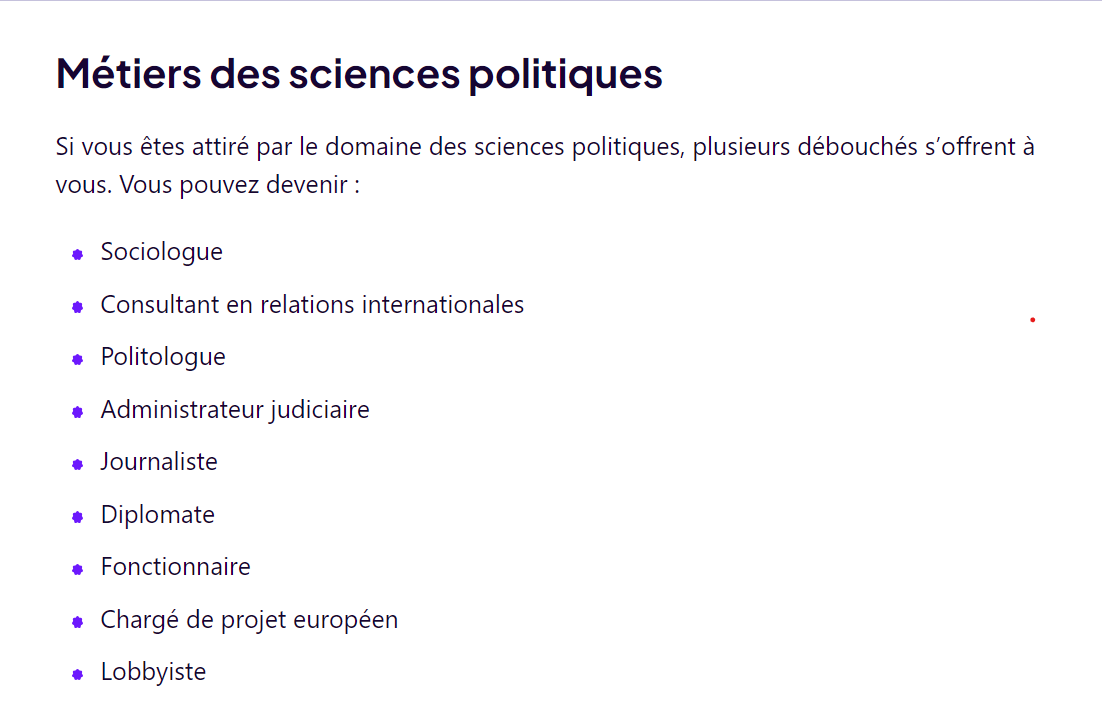 Métiers des sciences politiques
Si vous êtes attiré par le domaine des sciences politiques, plusieurs débouchés s’offrent à
vous. Vous pouvez devenir :
Sociologue
Consultant en relations internationales
Politologue
Administrateur judiciaire
Journaliste
Diplomate
Fonctionnaire
Chargé de projet européen
Lobbyiste